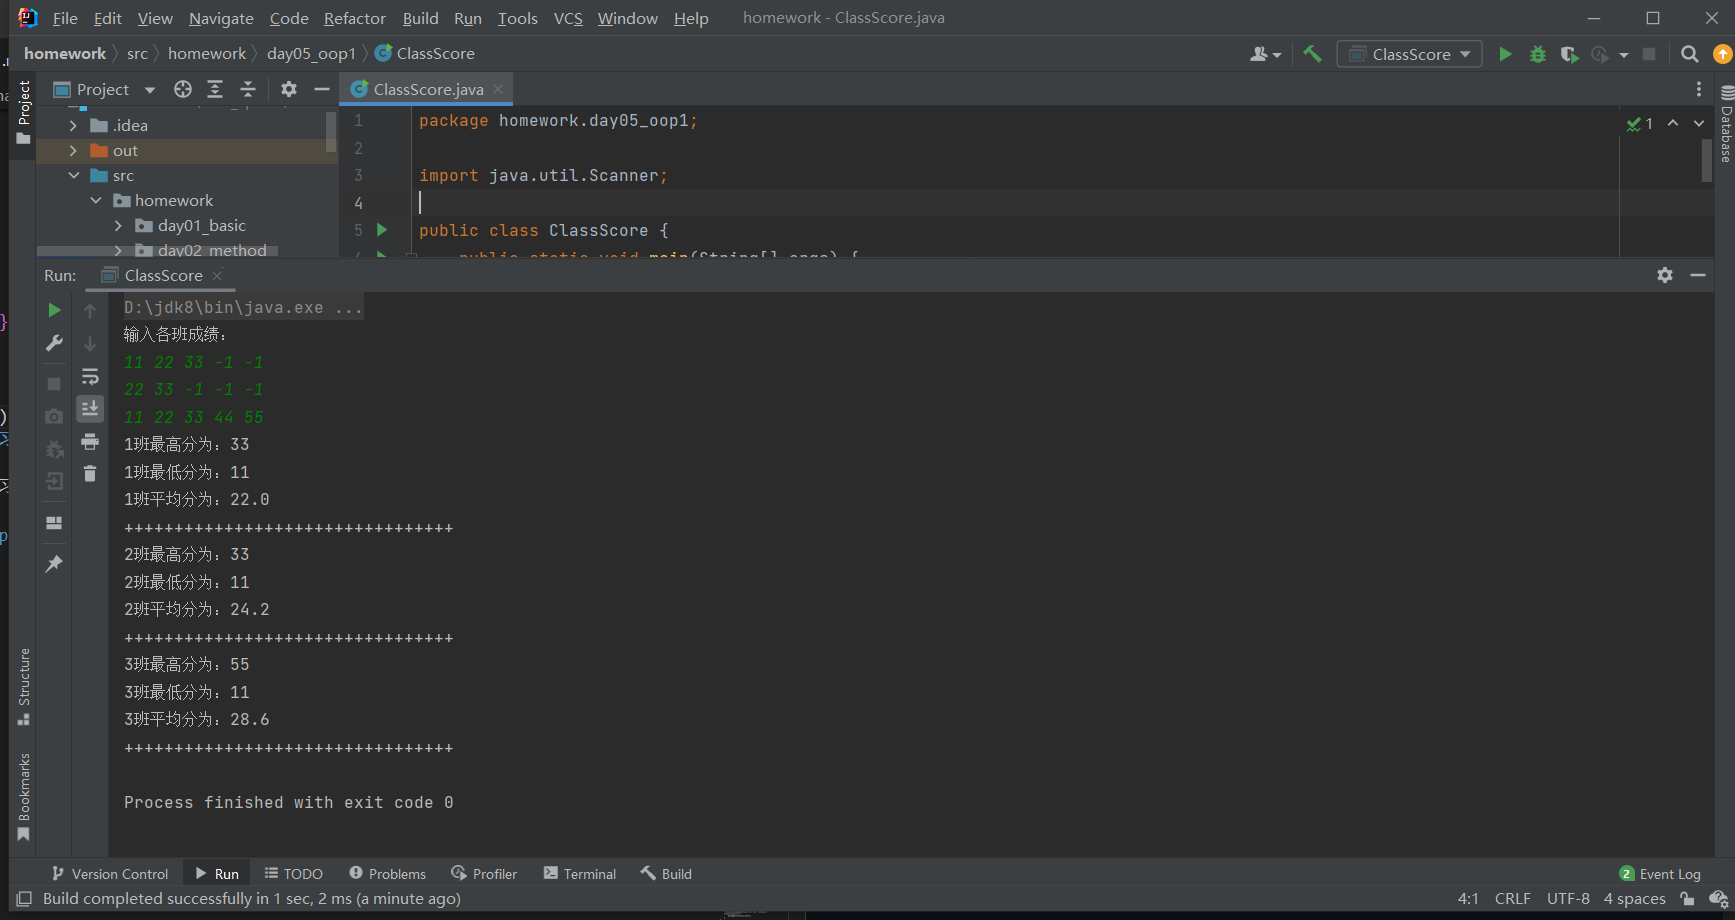 File Edit View Navigate Code Refactor Build Run Tools VCS Window Help homework - ClassScore.java
homework src homework day05_oop1 ClassScore ClassScore
Project ClassScore.java
Project
.idea
out
src
homework
day01_basic
day02_method
1 package homework.day05_oop1;
2
3 import java.util.Scanner;
4
5 public class ClassScore {
public static void main(String[] args) {
1
Database
Run: ClassScore
D:\jdk8\bin\java.exe ...
输入各班成绩：
11 22 33 -1 -1
22 33 -1 -1 -1
11 22 33 44 55
1班最高分为：33
1班最低分为：11
1班平均分为：22.0
+++++++++++++++++++++++++++++++++
2班最高分为：33
2班最低分为：11
2班平均分为：24.2
+++++++++++++++++++++++++++++++++
3班最高分为：55
3班最低分为：11
3班平均分为：28.6
+++++++++++++++++++++++++++++++++
Process finished with exit code 0
Structure
Bookmarks
Version Control Run TODO Problems Profiler Terminal Build 2 Event Log
Build completed successfully in 1 sec, 2 ms (a minute ago) 4:1 CRLF UTF-8 4 spaces